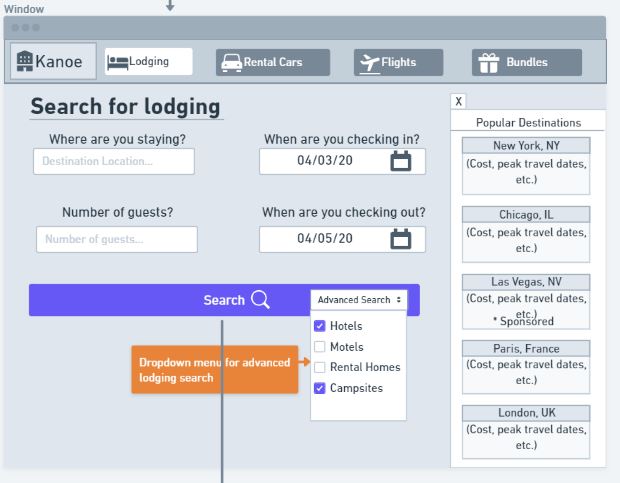 Window
Kanoe
Lodging
Rental Cars
Flights
Bundles
Search for lodging
Where are you staying?
When are you checking in?
Destination Location...
04/03/20
Number of guests?
When are you checking out?
Number of guests...
04/05/20
Search
Advanced Search
Hotels
Motels
Rental Homes
Campsites
Dropdown menu for advanced
lodging search
X
Popular Destinations
New York, NY
(Cost, peak travel dates,
etc.)
Chicago, IL
(Cost, peak travel dates,
etc.)
Las Vegas, NV
(Cost, peak travel dates,
etc.)
* Sponsored
Paris, France
(Cost, peak travel dates,
etc.)
London, UK
(Cost, peak travel dates,
etc.)